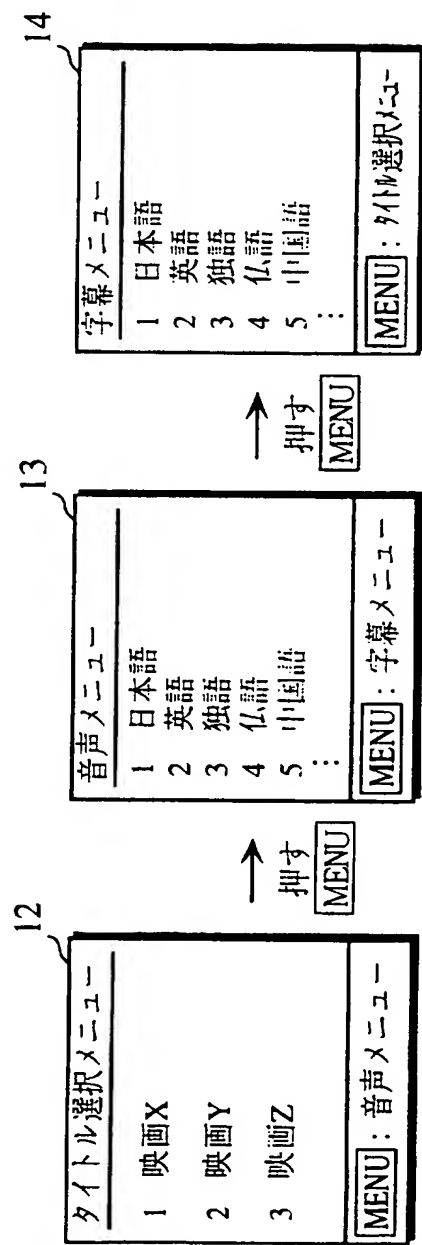 12
タイトル選択メニュー
1 映画X
2 映画Y
3 映画Z
MENU : 音声メニュー
押す
MENU
13
音声メニュー
1 日本語
2 英語
3 独語
4 仏語
5 中国語
⋮
MENU : 字幕メニュー
押す
MENU
14
字幕メニュー
1 日本語
2 英語
3 独語
4 仏語
5 中国語
⋮
MENU : タイトル選択メニュー